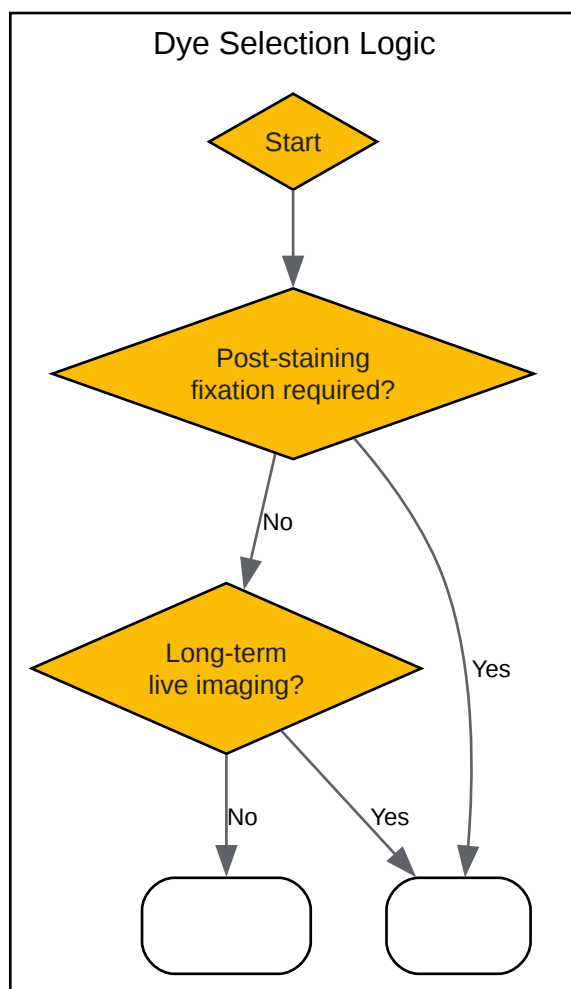 Dye Selection Logic
Start
Post-staining
fixation required?
No
Long-term
live imaging?
Yes
No
Yes